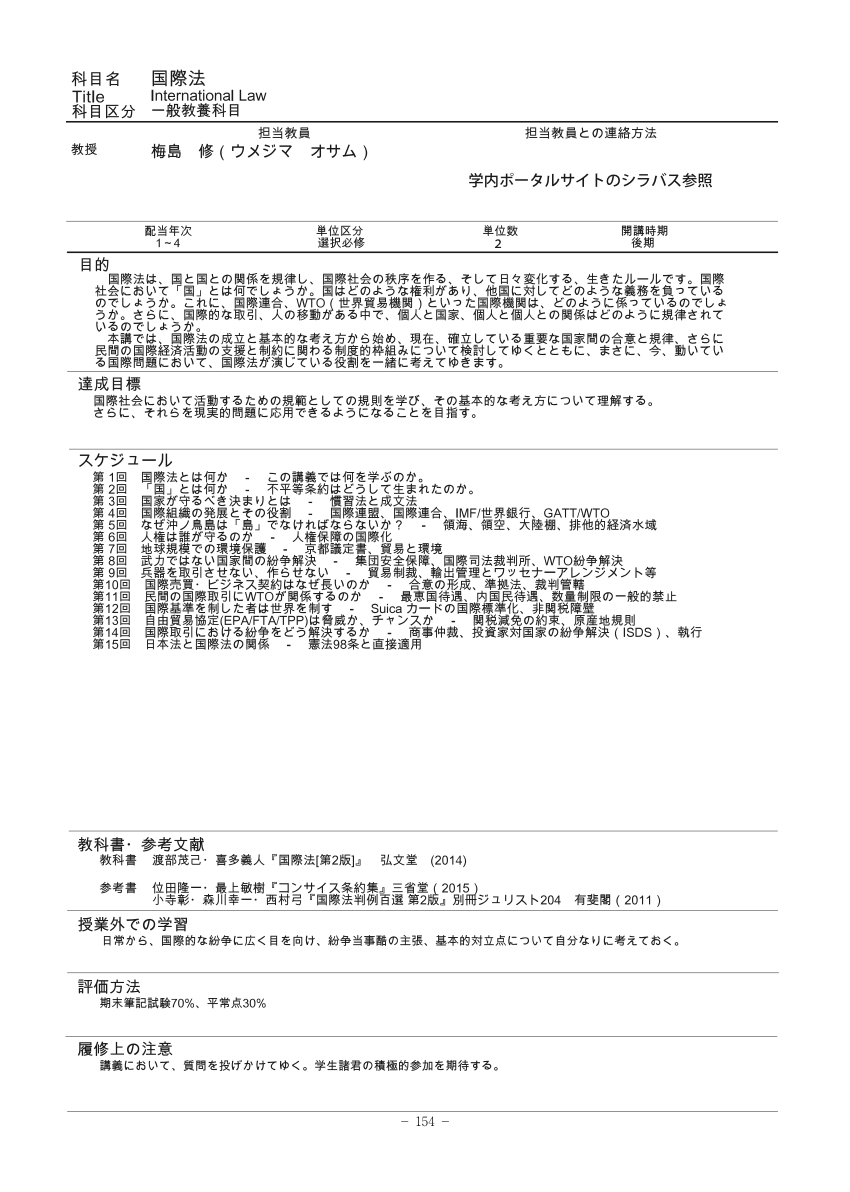 科目名 国際法
Title International Law
科目区分 一般教養科目
担当教員 担当教員との連絡方法
教授 梅島 修(ウメジマ オサム)
学内ポータルサイトのシラバス参照
配当年次 単位区分 単位数 開講時期
1~4 選択必修 2 後期
目的
国際法は、国と国との関係を規律し、国際社会の秩序を作る、そして日々変化する、生きたルールです。国際
社会において「国」とは何でしょうか。国はどのような権利があり、他国に対してどのような義務を負っている
のでしょうか。これに、国際連合、WTO(世界貿易機関)といった国際機関は、どのように係っているのでしょ
うか。さらに、国際的な取引、人の移動がある中で、個人と国家、個人と個人との関係はどのように規律されて
いるのでしょうか。
本講では、国際法の成立と基本的な考え方から始め、現在、確立している重要な国家間の合意と規律、さらに
民間の国際経済活動の支援と制約に関わる制度的枠組みについて検討してゆくとともに、まさに、今、動いてい
る国際問題において、国際法が演じている役割を一緒に考えてゆきます。
達成目標
国際社会において活動するための規範としての規則を学び、その基本的な考え方について理解する。
さらに、それらを現実的問題に応用できるようになることを目指す。
スケジュール
第 1回 国際法とは何か - この講義では何を学ぶのか。
第 2回 「国」とは何か - 不平等条約はどうして生まれたのか。
第 3回 国家が守るべき決まりとは - 慣習法と成文法
第 4回 国際組織の発展とその役割 - 国際連盟、国際連合、IMF/世界銀行、GATT/WTO
第 5回 なぜ沖ノ鳥島は「島」でなければならないか? - 領海、領空、大陸棚、排他的経済水域
第 6回 人権は誰が守るのか - 人権保障の国際化
第 7回 地球規模での環境保護 - 京都議定書、貿易と環境
第 8回 武力ではない国家間の紛争解決 - 集団安全保障、国際司法裁判所、WTO紛争解決
第 9回 兵器を取引させない、作らせない - 貿易制裁、輸出管理とワッセナーアレンジメント等
第10回 国際売買・ビジネス契約はなぜ長いのか - 合意の形成、準拠法、裁判管轄
第11回 民間の国際取引にWTOが関係するのか - 最恵国待遇、内国民待遇、数量制限の一般的禁止
第12回 国際基準を制した者は世界を制す - Suica カードの国際標準化、非関税障壁
第13回 自由貿易協定(EPA/FTA/TPP)は脅威か、チャンスか - 関税減免の約束、原産地規則
第14回 国際取引における紛争をどう解決するか - 商事仲裁、投資家対国家の紛争解決(ISDS)、執行
第15回 日本法と国際法の関係 - 憲法98条と直接適用
教科書・参考文献
教科書 渡部茂己・喜多義人『国際法[第2版]』 弘文堂 (2014)
参考書 位田隆一・最上敏樹『コンサイス条約集』三省堂(2015)
小寺彰・森川幸一・西村弓『国際法判例百選 第2版』別冊ジュリスト204 有斐閣(2011)
授業外での学習
日常から、国際的な紛争に広く目を向け、紛争当事酷の主張、基本的対立点について自分なりに考えておく。
評価方法
期末筆記試験70%、平常点30%
履修上の注意
講義において、質問を投げかけてゆく。学生諸君の積極的参加を期待する。
- 154 -